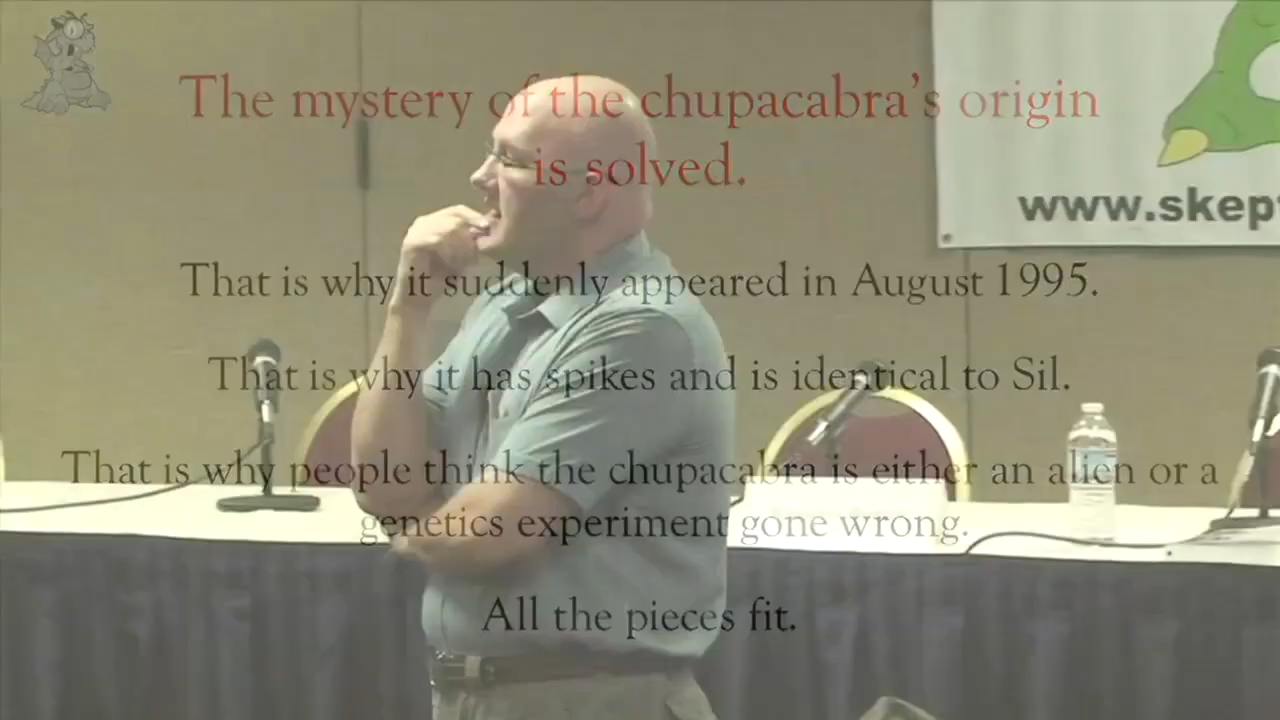 The mystery of the chupacabra's origin
is solved.
www.skep
That is why it suddenly appeared in August 1995.
That is why it has spikes and is identical to Sil.
That is why people think the chupacabra is either an alien or a
genetics experiment gone wrong.
All the pieces fit.